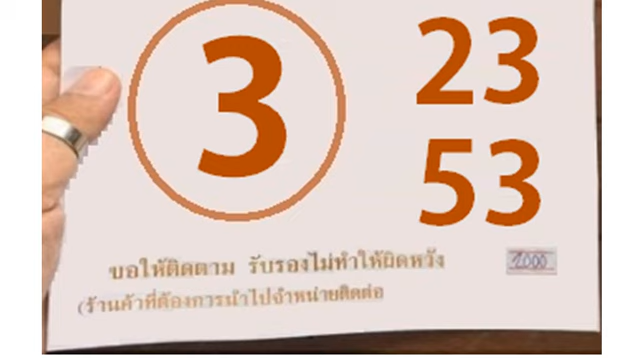 3
23
53
ขอให้ติดตาม รับรองไม่ทำให้ผิดหวัง
2000
(ร้านค้าที่ต้องการนำไปจำหน่ายติดต่อ